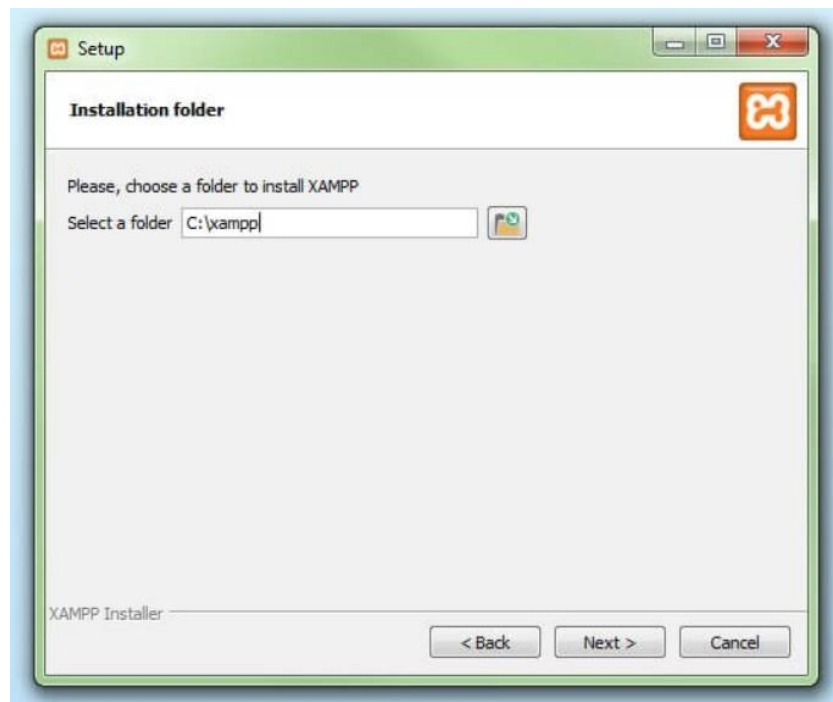 Setup
Installation folder
Please, choose a folder to install XAMPP
Select a folder C:\xampp
XAMPP Installer
< Back Next > Cancel